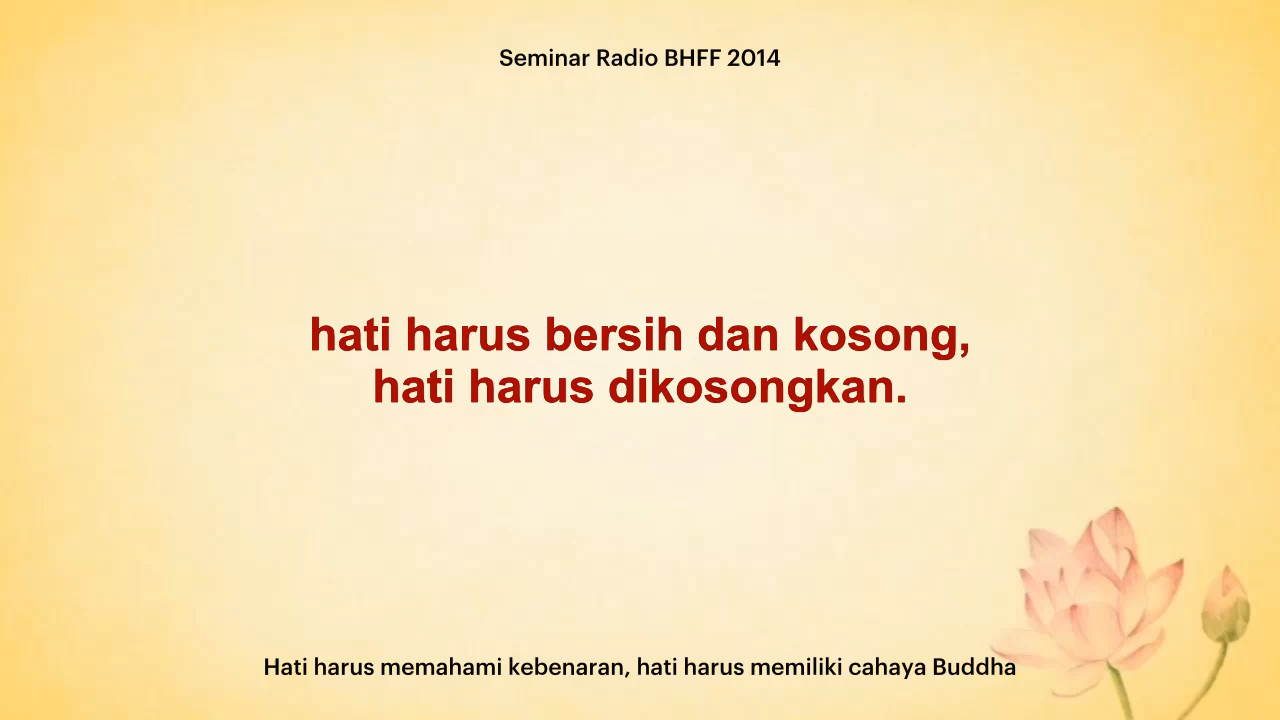 Seminar Radio BHFF 2014
hati harus bersih dan kosong,
hati harus dikosongkan.
Hati harus memahami kebenaran, hati harus memiliki cahaya Buddha